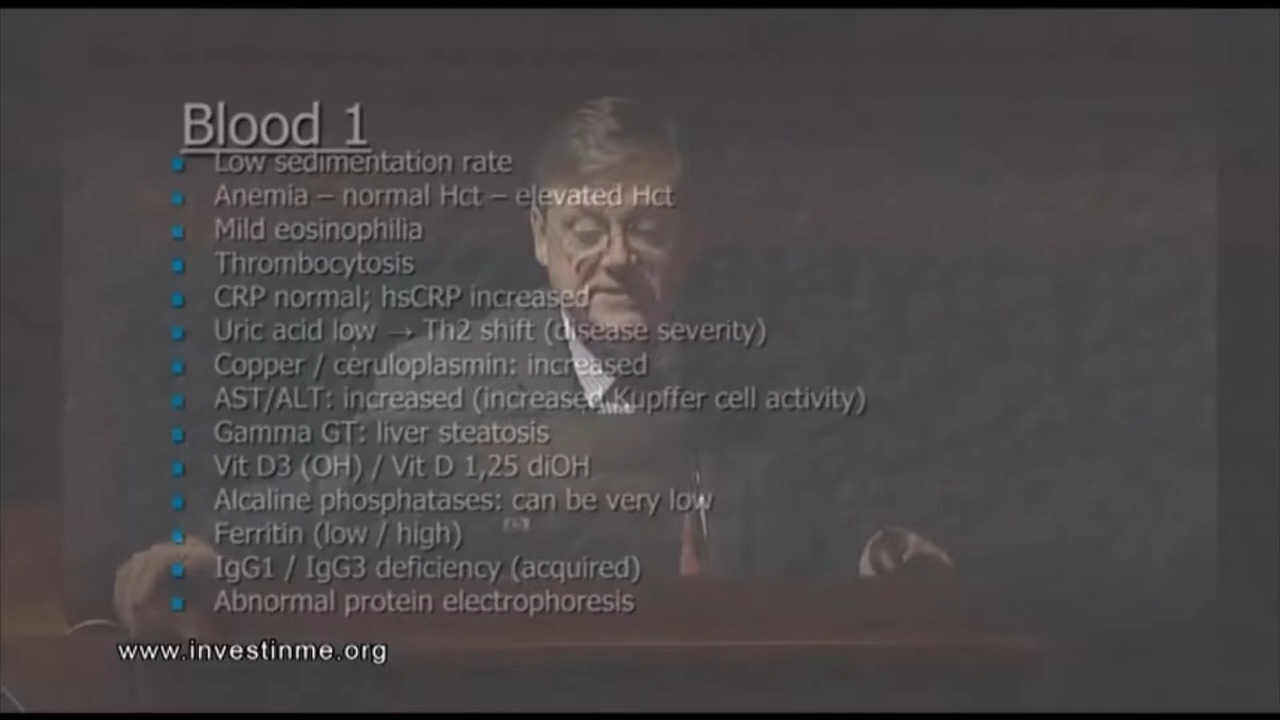 Blood 1
Low sedimentation rate
Anemia – normal Hct – elevated Hct
Mild eosinophilia
Thrombocytosis
CRP normal; hsCRP increased
Uric acid low → Th2 shift (disease severity)
Copper / ceruloplasmin: increased
AST/ALT: increased (increased Kupffer cell activity)
Gamma GT: liver steatosis
Vit D3 (OH) / Vit D 1,25 diOH
Alcaline phosphatases: can be very low
Ferritin (low / high)
IgG1 / IgG3 deficiency (acquired)
Abnormal protein electrophoresis
www.investinme.org